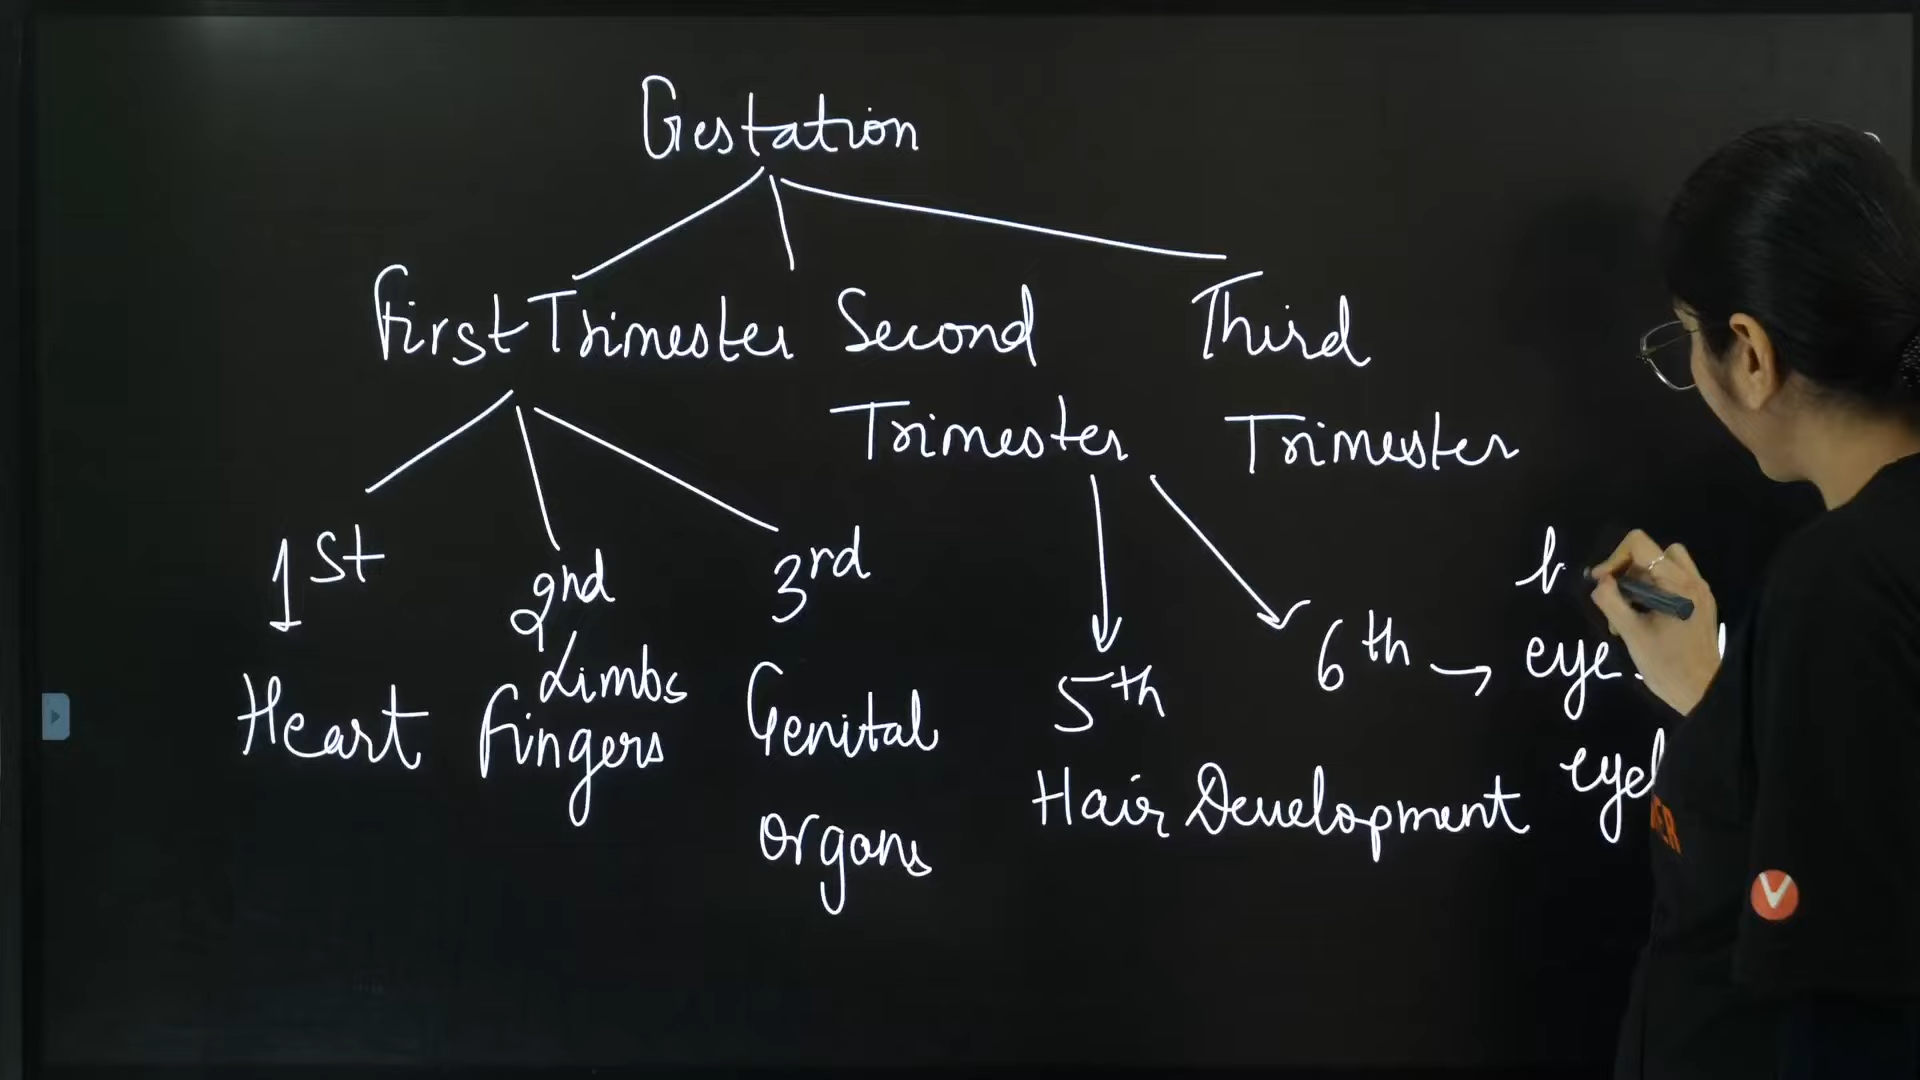 Gestation
First Trimester Second Third
Trimester Trimester
1st 2nd 3rd
Limbs
Heart Fingers Genital
organs
5th 6th →
Hair Development
V